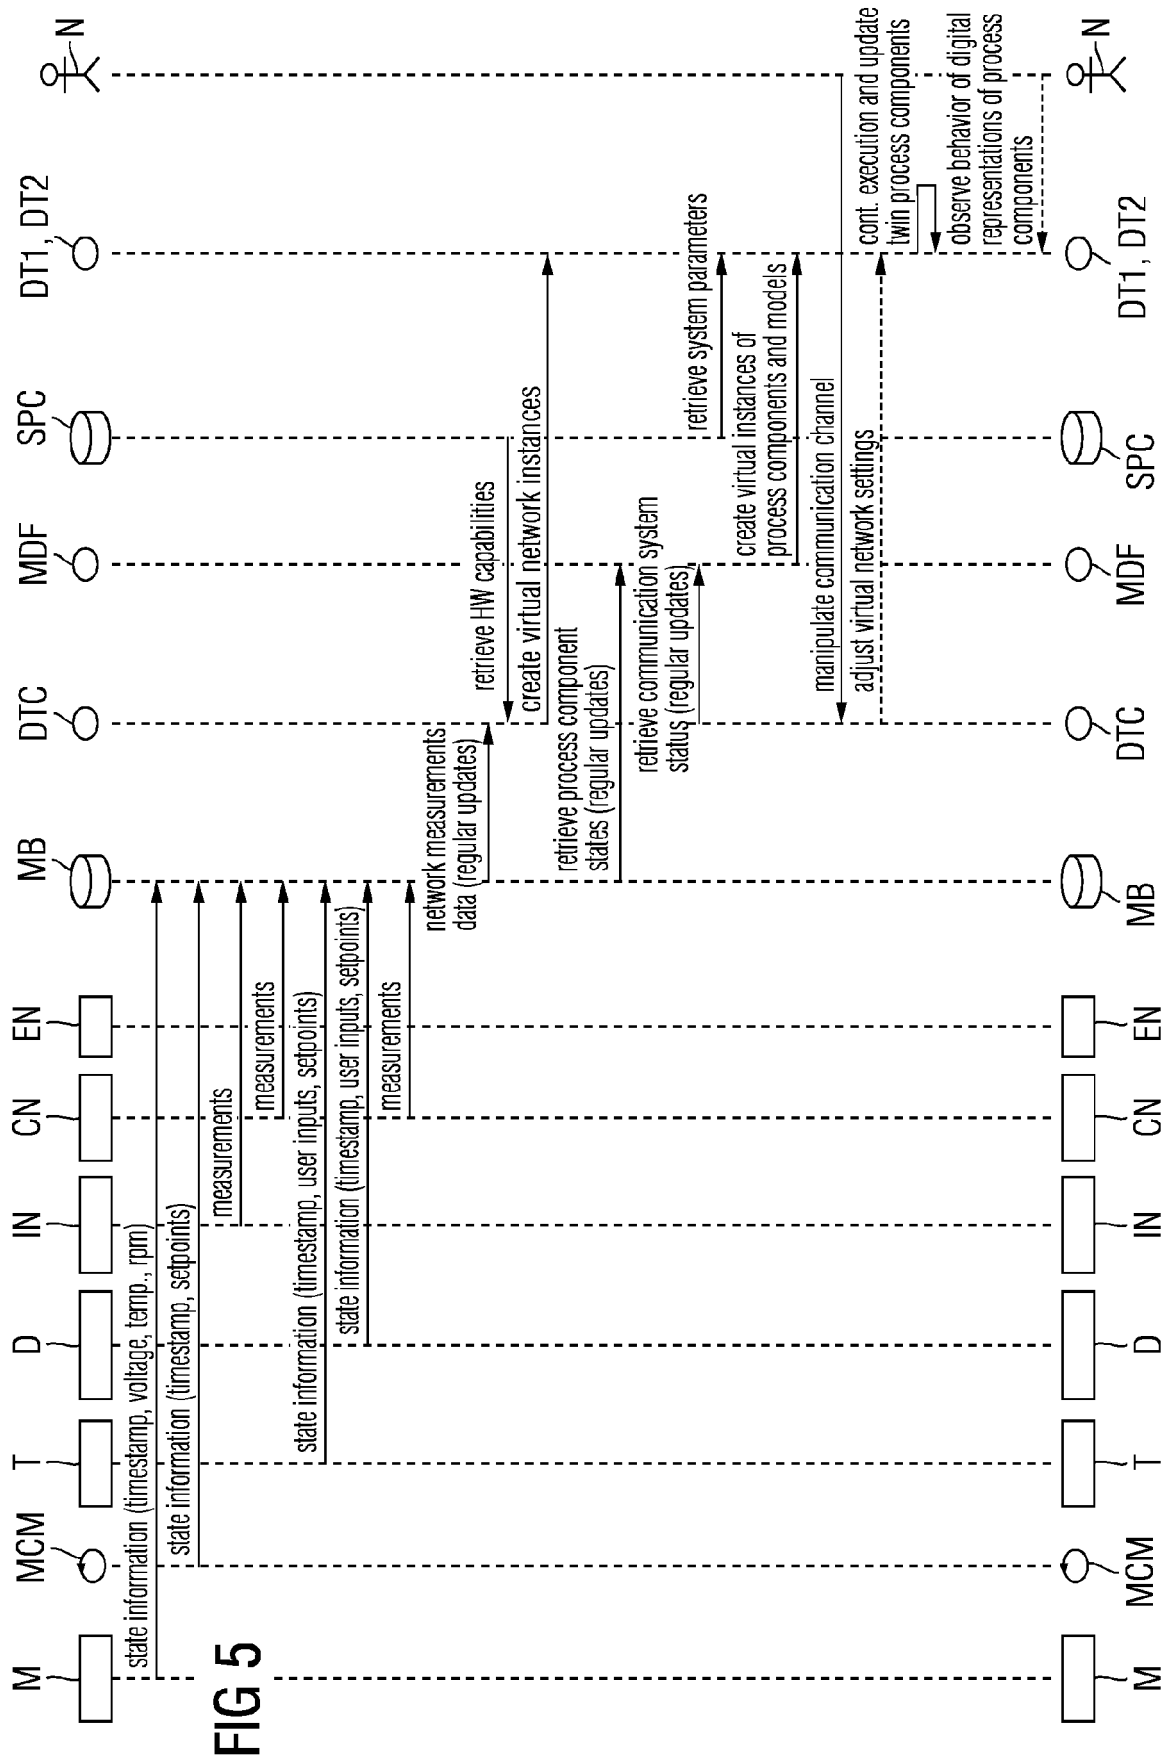 M
MCM
T
D
IN
CN
EN
MB
DTC
MDF
SPC
DT1, DT2
N
state information (timestamp, voltage, temp., rpm)
state information (timestamp, setpoints)
measurements
measurements
state information (timestamp, user inputs, setpoints)
state information (timestamp, user inputs, setpoints)
measurements
network measurements
data (regular updates)
retrieve HW capabilities
create virtual network instances
retrieve process component
states (regular updates)
retrieve communication system
status (regular updates)
retrieve system parameters
create virtual instances of
process components and models
manipulate communication channel
adjust virtual network settings
cont. execution and update
twin process components
observe behavior of digital
representations of process
components
M
MCM
T
D
IN
CN
EN
MB
DTC
MDF
SPC
DT1, DT2
N
FIG 5